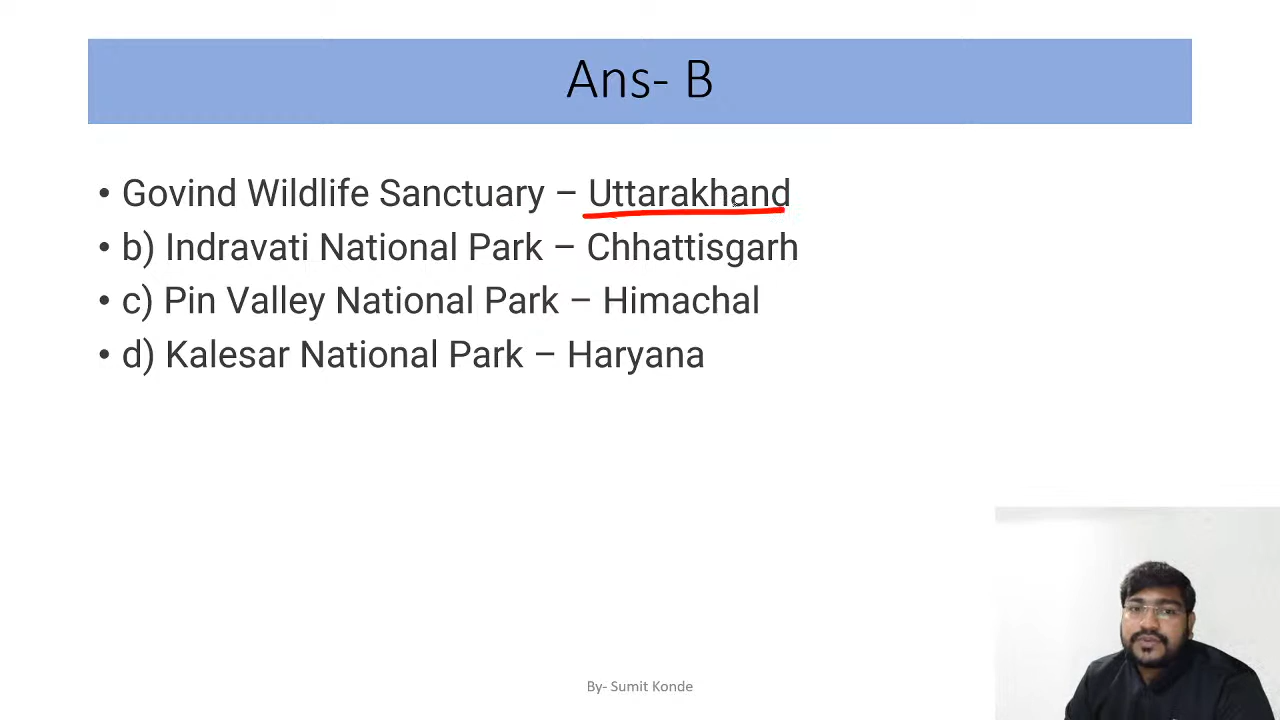 Ans- B
• Govind Wildlife Sanctuary – Uttarakhand
• b) Indravati National Park – Chhattisgarh
• c) Pin Valley National Park – Himachal
• d) Kalesar National Park – Haryana
By- Sumit Konde